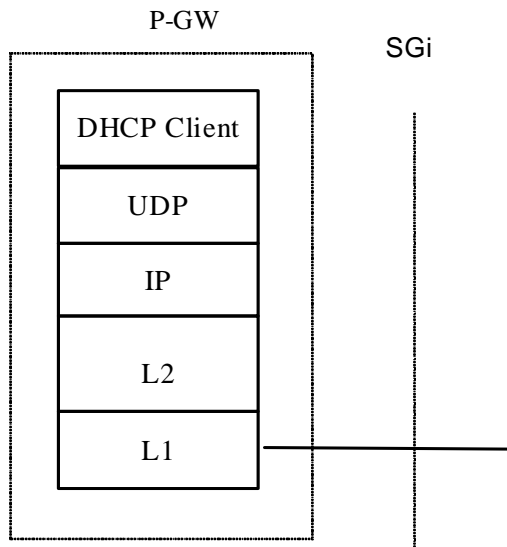 P-GW
SGi
DHCP Client
UDP
IP
L2
L1